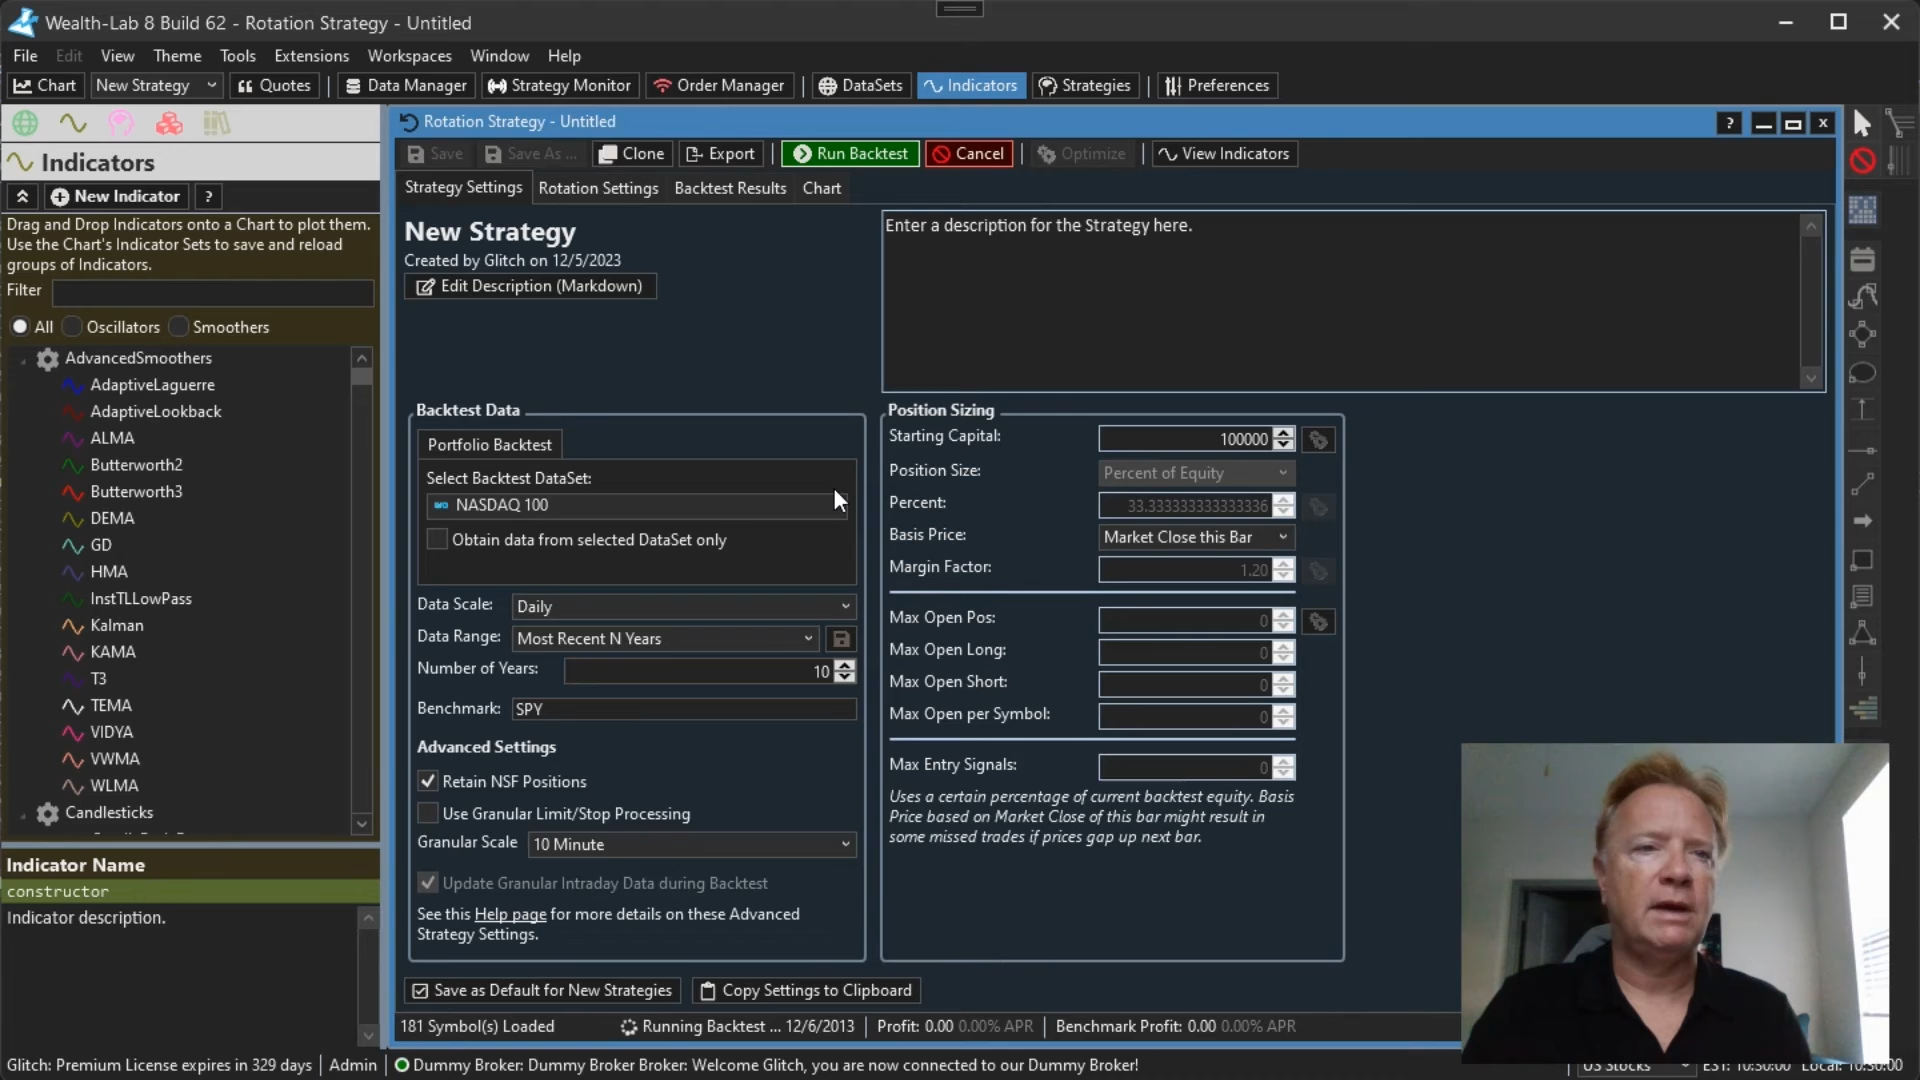 Wealth-Lab 8 Build 62 - Rotation Strategy - Untitled
File Edit View Theme Tools Extensions Workspaces Window Help
Chart New Strategy Quotes Data Manager Strategy Monitor Order Manager DataSets Indicators Strategies Preferences
Indicators
New Indicator ?
Drag and Drop Indicators onto a Chart to plot them.
Use the Chart's Indicator Sets to save and reload
groups of Indicators.
Filter
All Oscillators Smoothers
AdvancedSmoothers
AdaptiveLaguerre
AdaptiveLookback
ALMA
Butterworth2
Butterworth3
DEMA
GD
HMA
InstTLLowPass
Kalman
KAMA
T3
TEMA
VIDYA
VWMA
WLMA
Candlesticks
Indicator Name
constructor
Indicator description.
Rotation Strategy - Untitled
Save Save As ... Clone Export Run Backtest Cancel Optimize View Indicators
Strategy Settings Rotation Settings Backtest Results Chart
New Strategy
Created by Glitch on 12/5/2023
Edit Description (Markdown)
Enter a description for the Strategy here.
Backtest Data
Portfolio Backtest
Select Backtest DataSet:
NASDAQ 100
Obtain data from selected DataSet only
Data Scale: Daily
Data Range: Most Recent N Years
Number of Years: 10
Benchmark: SPY
Advanced Settings
Retain NSF Positions
Use Granular Limit/Stop Processing
Granular Scale 10 Minute
Update Granular Intraday Data during Backtest
See this Help page for more details on these Advanced
Strategy Settings.
Position Sizing
Starting Capital: 100000
Position Size: Percent of Equity
Percent: 33.333333333333336
Basis Price: Market Close this Bar
Margin Factor: 1.20
Max Open Pos: 0
Max Open Long: 0
Max Open Short: 0
Max Open per Symbol: 0
Max Entry Signals: 0
Uses a certain percentage of current backtest equity. Basis
Price based on Market Close of this bar might result in
some missed trades if prices gap up next bar.
Save as Default for New Strategies Copy Settings to Clipboard
181 Symbol(s) Loaded Running Backtest ... 12/6/2013 Profit: 0.00 0.00% APR Benchmark Profit: 0.00 0.00% APR
Glitch: Premium License expires in 329 days Admin Dummy Broker: Dummy Broker Broker: Welcome Glitch, you are now connected to our Dummy Broker! US Stocks EST: 10:30:00 Local: 10:30:00